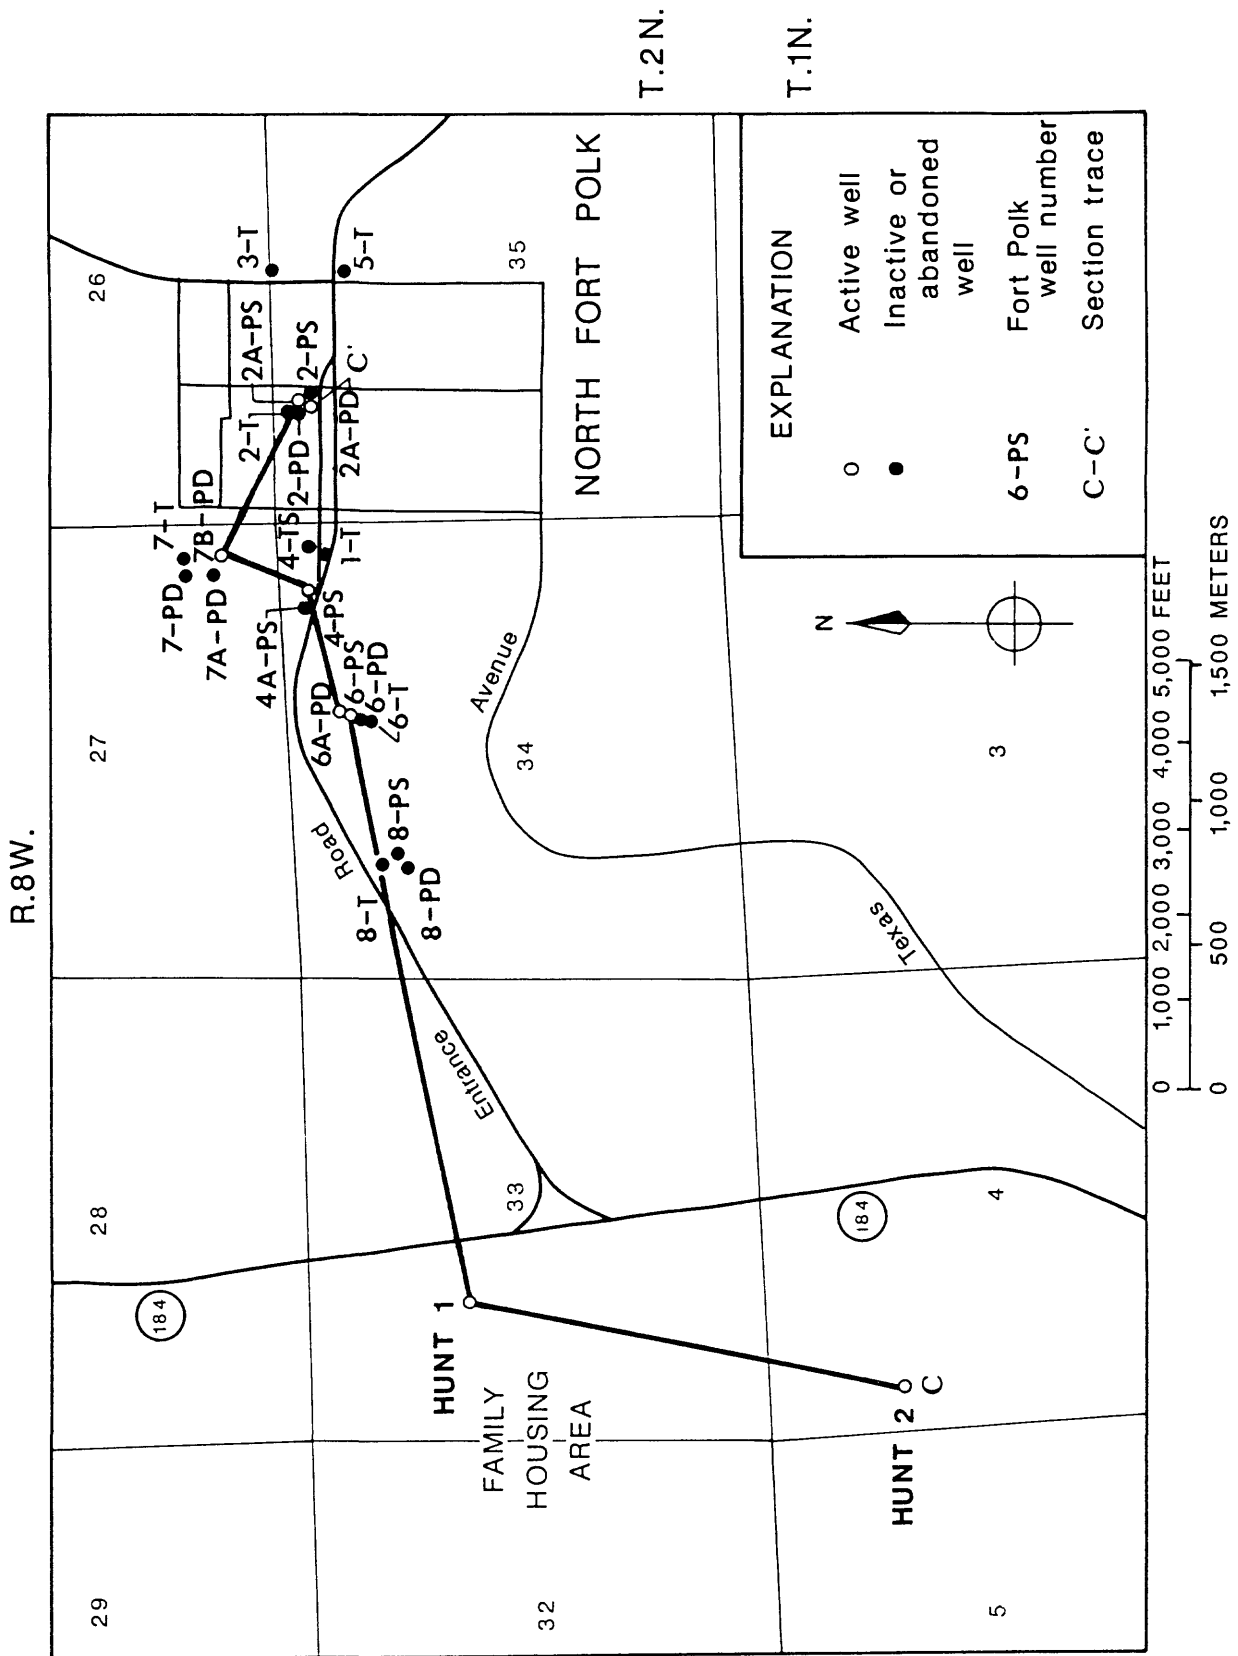 R.8W.
29
28
27
26
T.2N.
T.1N.
184
7-PD
7-T
7A-PD
7B-PD
4A-PS
4-TS
4-PS
1-T
2-T
2A-PS
2-PD
2-PS
2A-PD
C'
3-T
5-T
6A-PD
6-PS
6-PD
6-T
8-PS
8-T
8-PD
Road
Entrance
HUNT 1
FAMILY
HOUSING
AREA
32
33
34
35
Avenue
Texas
NORTH FORT POLK
184
HUNT 2
C
5
4
3
N
EXPLANATION
Active well
Inactive or
abandoned
well
6-PS Fort Polk
well number
C-C' Section trace
0 1,000 2,000 3,000 4,000 5,000 FEET
0 500 1,000 1,500 METERS